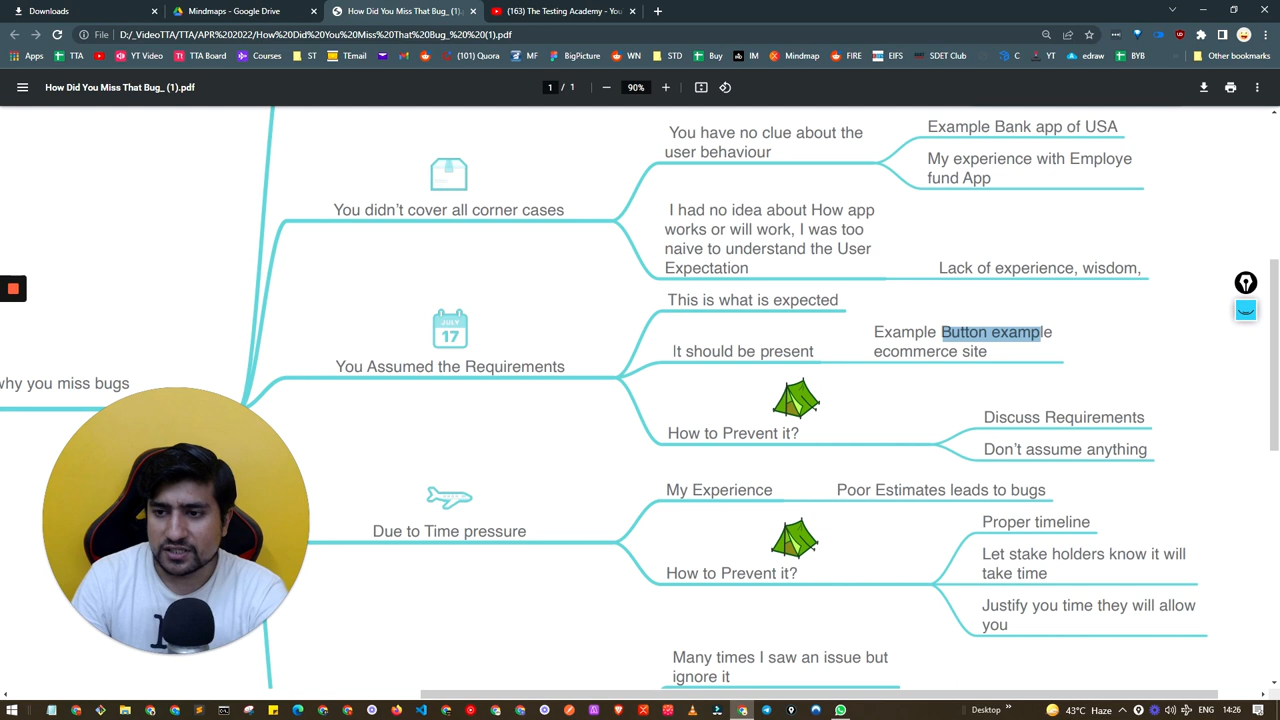 Downloads
Mindmaps - Google Drive
How Did You Miss That Bug_ (1).p
(163) The Testing Academy - You
File
D:/_VideoTTA/TTA/APR%202022/How%20Did%20You%20Miss%20That%20Bug_%20%20(1).pdf
Apps
TTA
YT Video
TTA Board
Courses
ST
TEmail
(101) Quora
MF
BigPicture
WN
STD
Buy
IM
Mindmap
FIRE
EIFS
SDET Club
C
YT
edraw
BYB
Other bookmarks
How Did You Miss That Bug_ (1).pdf
1 / 1
90%
You have no clue about the
user behaviour
Example Bank app of USA
My experience with Employe
fund App
You didn't cover all corner cases
I had no idea about How app
works or will work, I was too
naive to understand the User
Expectation
Lack of experience, wisdom,
This is what is expected
JULY
17
Example Button example
ecommerce site
It should be present
You Assumed the Requirements
why you miss bugs
Discuss Requirements
How to Prevent it?
Don't assume anything
My Experience
Poor Estimates leads to bugs
Due to Time pressure
Proper timeline
Let stake holders know it will
take time
How to Prevent it?
Justify you time they will allow
you
Many times I saw an issue but
ignore it
Desktop
43°C Haze
ENG
14:26